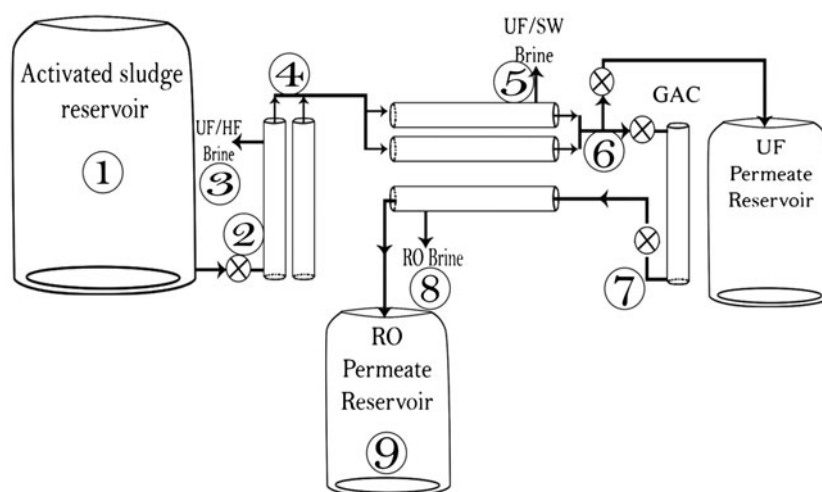 Activated sludge
reservoir
1
2
UF/HF
Brine
3
4
UF/SW
Brine
5
6
GAC
UF
Permeate
Reservoir
7
RO Brine
8
RO
Permeate
Reservoir
9